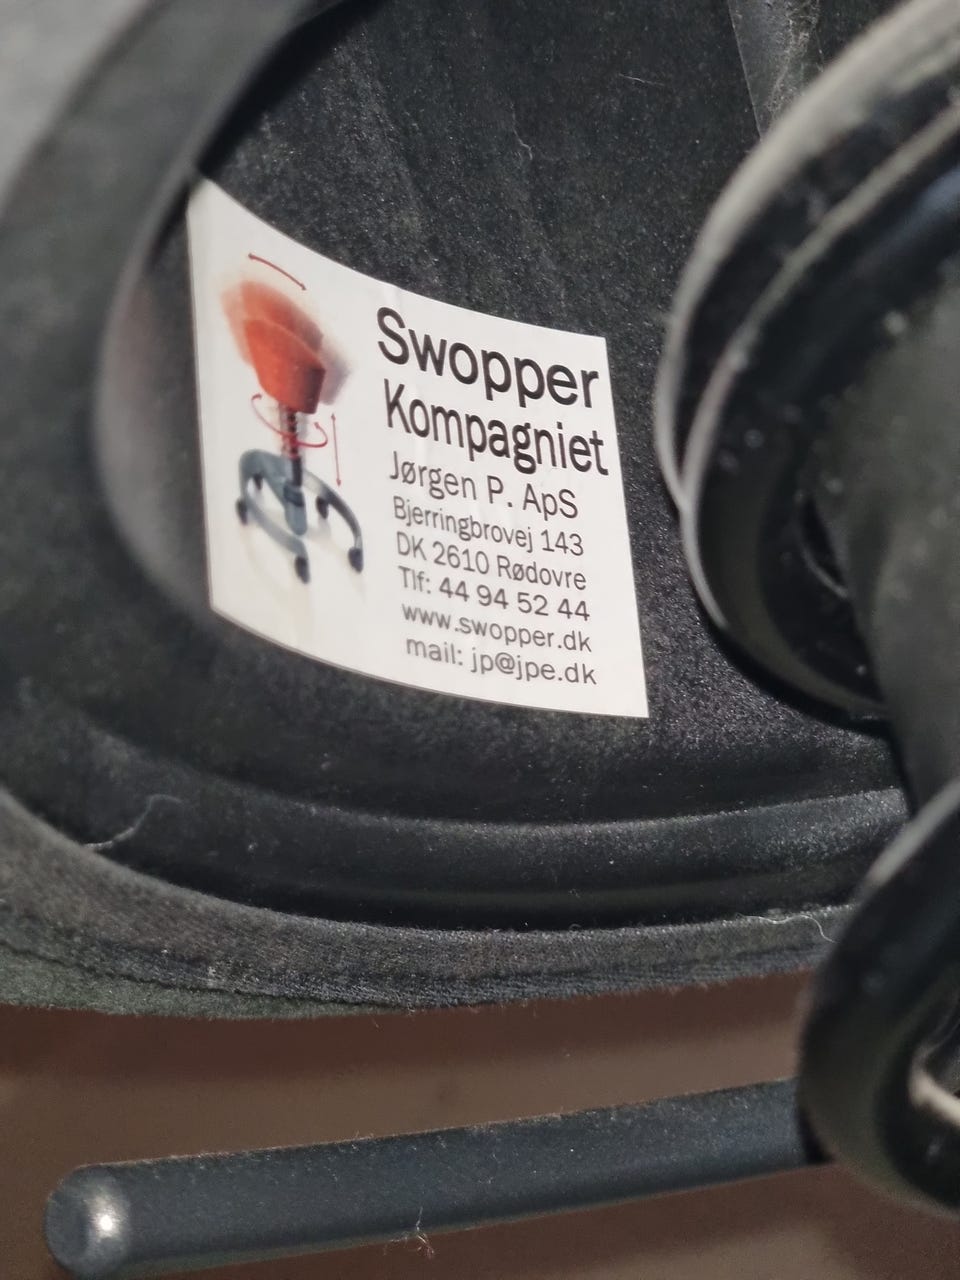 Swopper
Kompagniet
Jørgen P. ApS
Bjerringbrovej 143
DK 2610 Rødovre
Tlf: 44 94 52 44
www.swopper.dk
mail: jp@jpe.dk